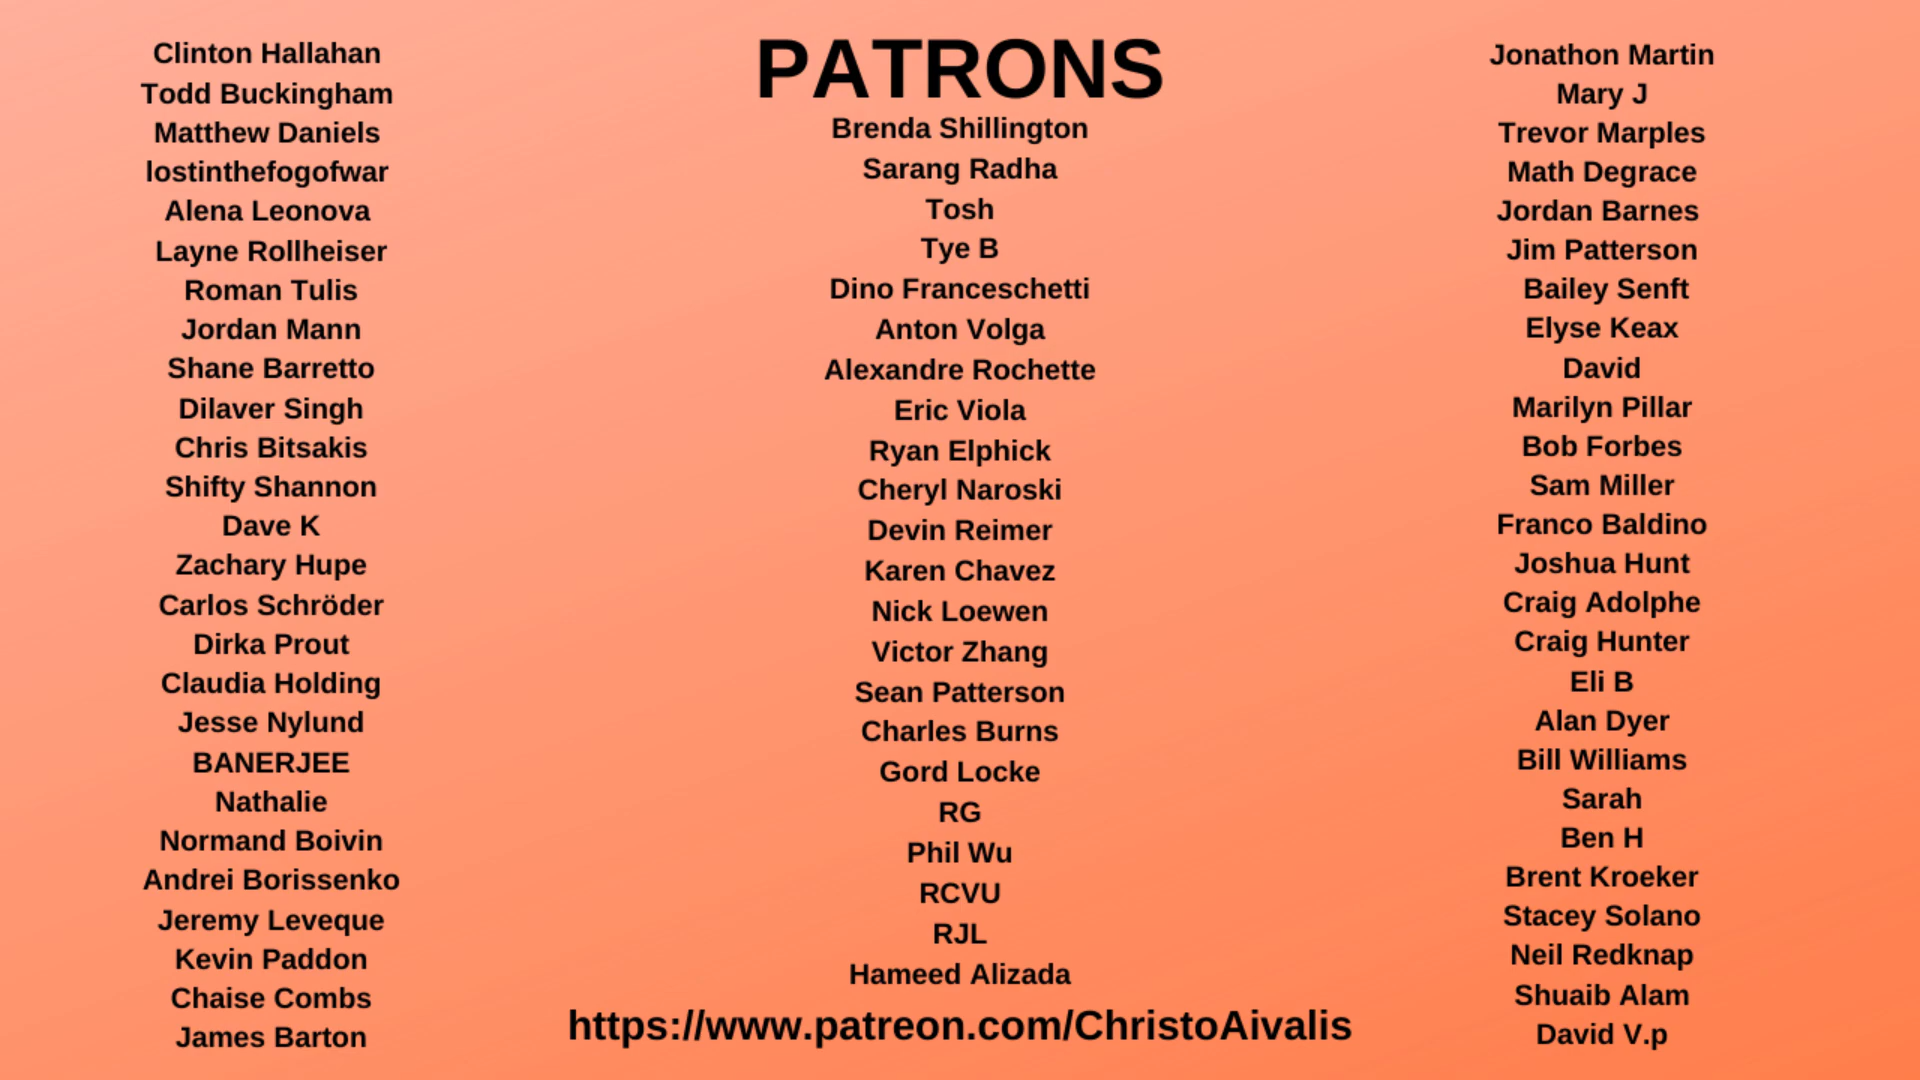 Clinton Hallahan
Todd Buckingham
Matthew Daniels
lostinthefogofwar
Alena Leonova
Layne Rollheiser
Roman Tulis
Jordan Mann
Shane Barretto
Dilaver Singh
Chris Bitsakis
Shifty Shannon
Dave K
Zachary Hupe
Carlos Schröder
Dirka Prout
Claudia Holding
Jesse Nylund
BANERJEE
Nathalie
Normand Boivin
Andrei Borissenko
Jeremy Leveque
Kevin Paddon
Chaise Combs
James Barton
PATRONS
Brenda Shillington
Sarang Radha
Tosh
Tye B
Dino Franceschetti
Anton Volga
Alexandre Rochette
Eric Viola
Ryan Elphick
Cheryl Naroski
Devin Reimer
Karen Chavez
Nick Loewen
Victor Zhang
Sean Patterson
Charles Burns
Gord Locke
RG
Phil Wu
RCVU
RJL
Hameed Alizada
https://www.patreon.com/ChristoAivalis
Jonathon Martin
Mary J
Trevor Marples
Math Degrace
Jordan Barnes
Jim Patterson
Bailey Senft
Elyse Keax
David
Marilyn Pillar
Bob Forbes
Sam Miller
Franco Baldino
Joshua Hunt
Craig Adolphe
Craig Hunter
Eli B
Alan Dyer
Bill Williams
Sarah
Ben H
Brent Kroeker
Stacey Solano
Neil Redknap
Shuaib Alam
David V.p